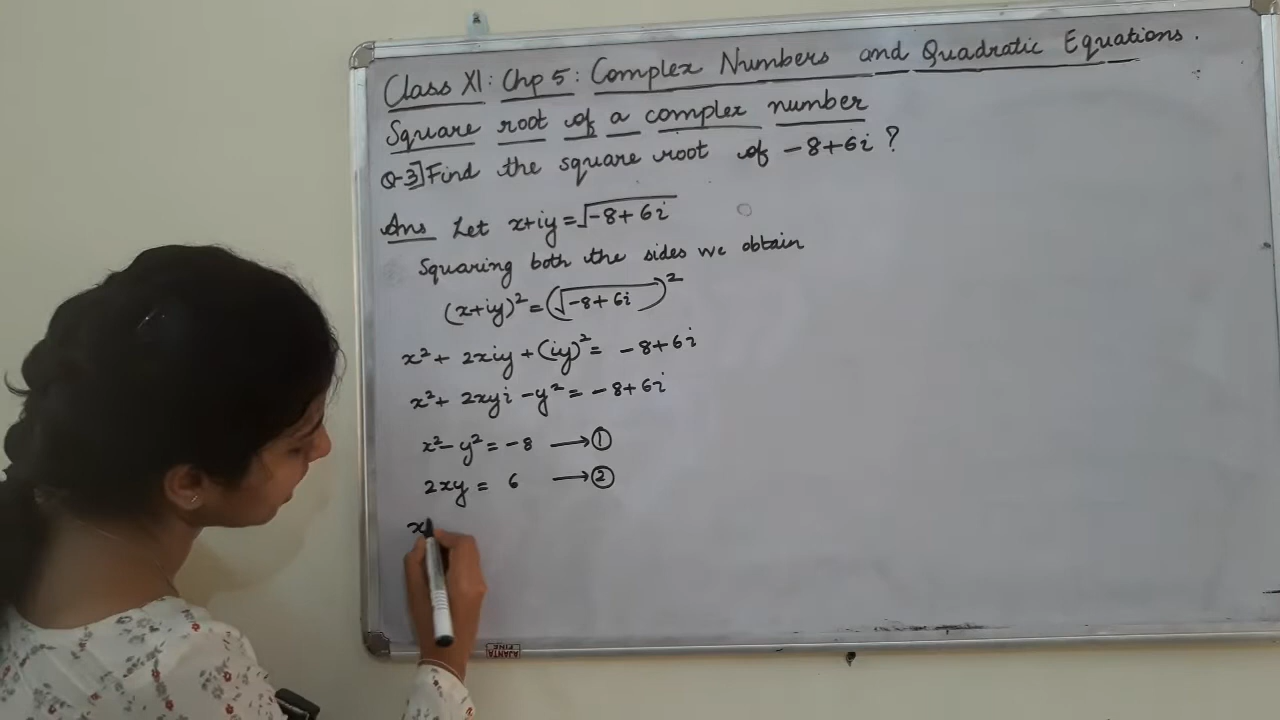 Class XI: Chp 5: Complex Numbers and Quadratic Equations.
Square root of a complex number
Q-3] Find the square root of -8+6i ?
Ans Let x+iy = √-8+6i
Squaring both the sides we obtain
(x+iy)² = (√-8+6i)²
x² + 2xiy + (iy)² = -8+6i
x² + 2xyi - y² = -8+6i
x² - y² = -8 → ①
2xy = 6 → ②
x
AJANTA
FINE